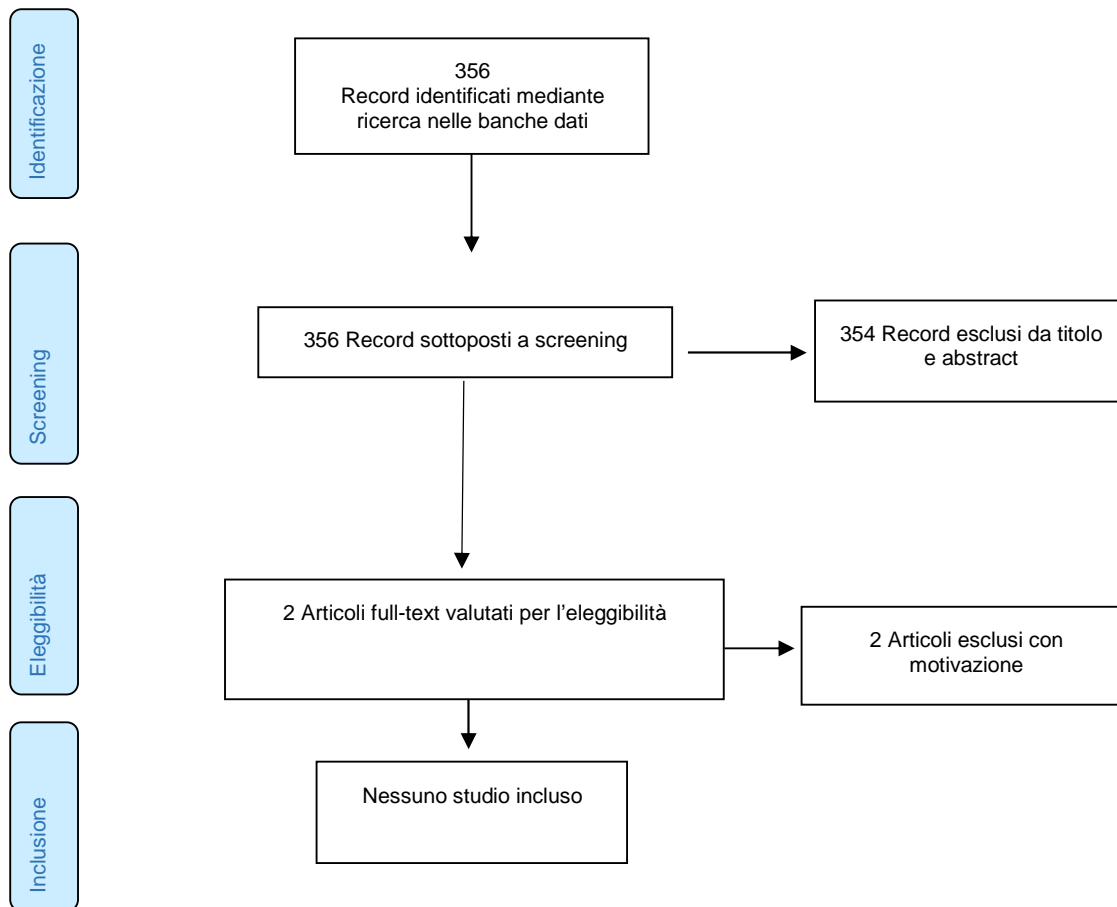 Identificazione
356
Record identificati mediante
ricerca nelle banche dati
Screening
356 Record sottoposti a screening
354 Record esclusi da titolo
e abstract
Eleggibilità
2 Articoli full-text valutati per l'eleggibilità
2 Articoli esclusi con
motivazione
Inclusione
Nessuno studio incluso